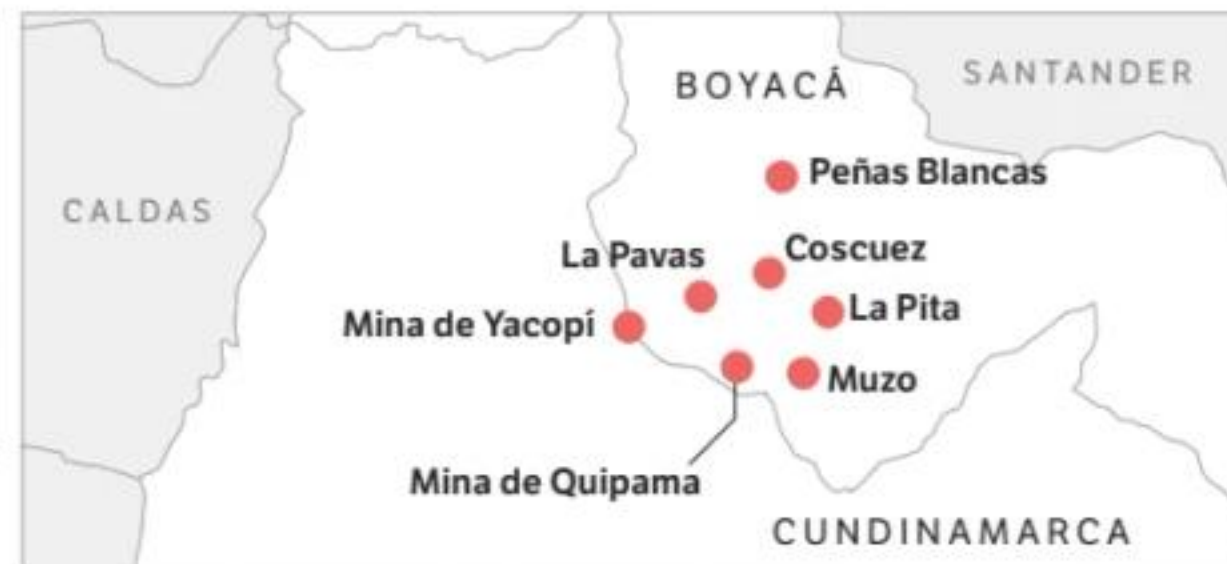 SANTANDER
BOYACÁ
Peñas Blancas
CALDAS
Coscuez
La Pavas
La Pita
Mina de Yacopí
Muzo
Mina de Quipama
CUNDINAMARCA